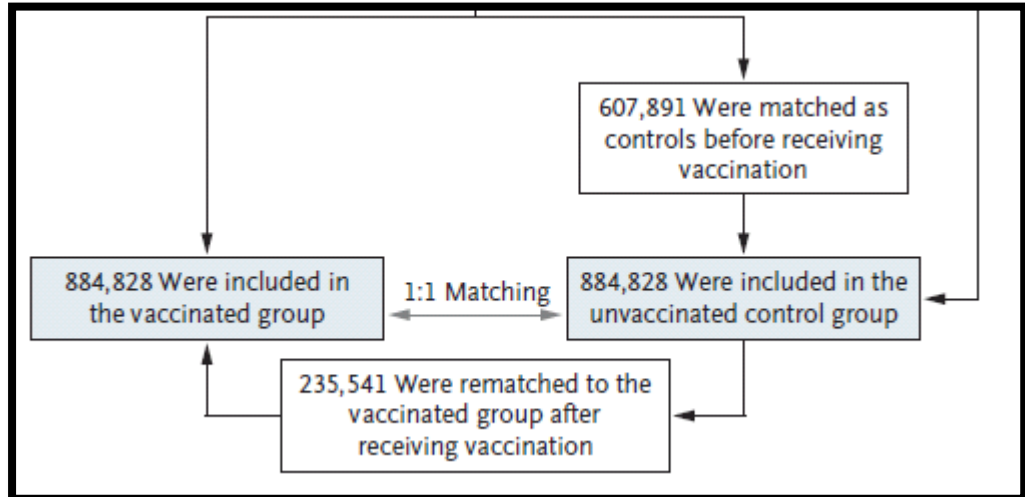 607,891 Were matched as
controls before receiving
vaccination
884,828 Were included in
the vaccinated group
1:1 Matching
884,828 Were included in the
unvaccinated control group
235,541 Were rematched to the
vaccinated group after
receiving vaccination